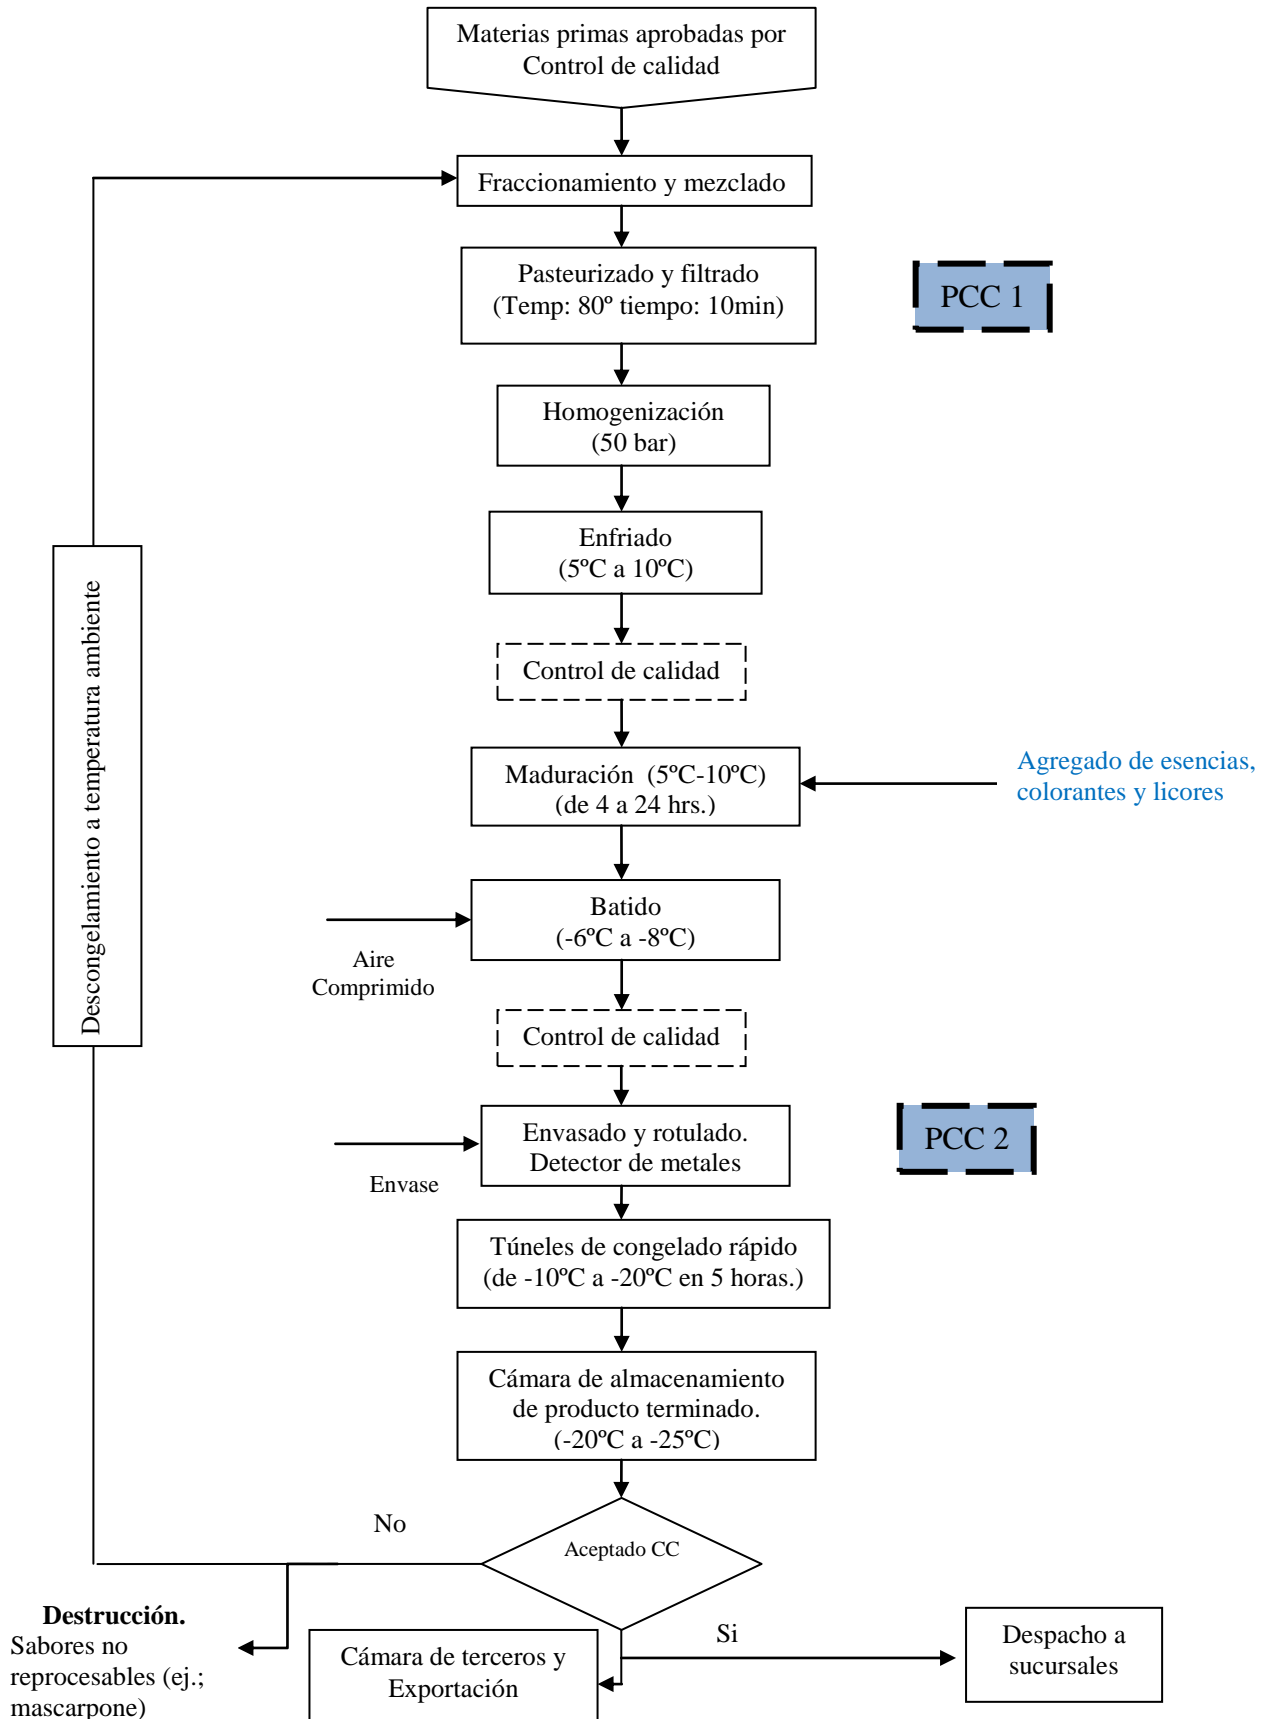 Materias primas aprobadas por
Control de calidad
Fraccionamiento y mezclado
Pasteurizado y filtrado
(Temp: 80º tiempo: 10min)
PCC 1
Homogenización
(50 bar)
Enfriado
(5ºC a 10ºC)
Descongelamiento a temperatura ambiente
Control de calidad
Maduración (5ºC-10ºC)
(de 4 a 24 hrs.)
Agregado de esencias,
colorantes y licores
Batido
(-6ºC a -8ºC)
Aire
Comprimido
Control de calidad
Envasado y rotulado.
Detector de metales
PCC 2
Envase
Túneles de congelado rápido
(de -10ºC a -20ºC en 5 horas.)
Cámara de almacenamiento
de producto terminado.
(-20ºC a -25ºC)
No
Aceptado CC
Destrucción.
Sabores no
reprocesables (ej.;
mascarpone)
Si
Cámara de terceros y
Exportación
Despacho a
sucursales